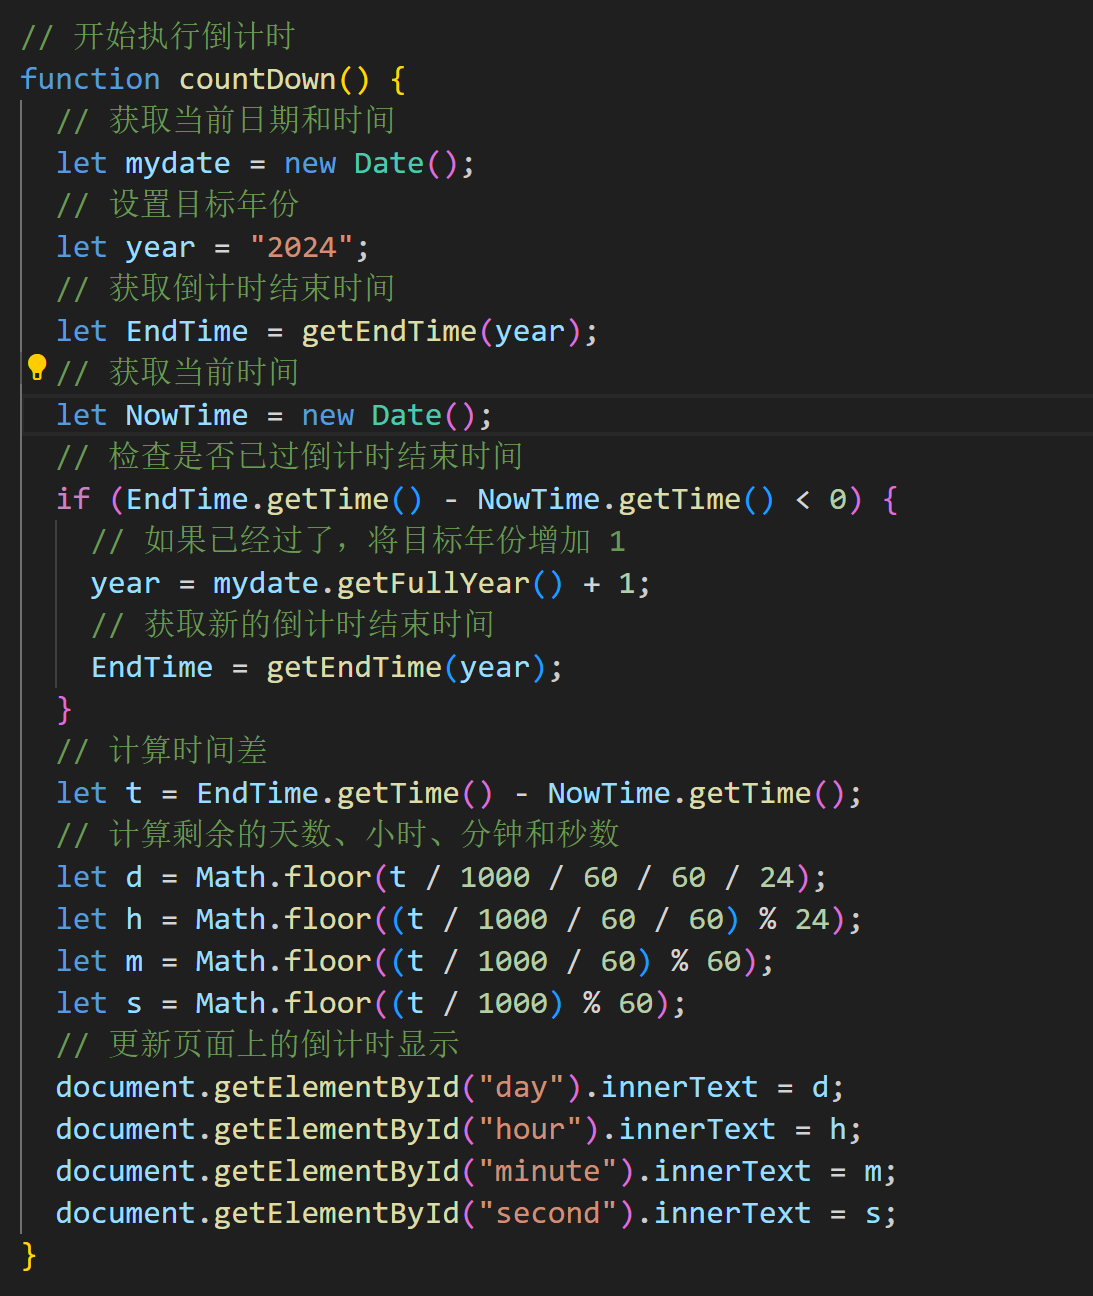 // 开始执行倒计时
function countDown() {
  // 获取当前日期和时间
  let mydate = new Date();
  // 设置目标年份
  let year = "2024";
  // 获取倒计时结束时间
  let EndTime = getEndTime(year);
  // 获取当前时间
  let NowTime = new Date();
  // 检查是否已过倒计时结束时间
  if (EndTime.getTime() - NowTime.getTime() < 0) {
    // 如果已经过了，将目标年份增加 1
    year = mydate.getFullYear() + 1;
    // 获取新的倒计时结束时间
    EndTime = getEndTime(year);
  }
  // 计算时间差
  let t = EndTime.getTime() - NowTime.getTime();
  // 计算剩余的天数、小时、分钟和秒数
  let d = Math.floor(t / 1000 / 60 / 60 / 24);
  let h = Math.floor((t / 1000 / 60 / 60) % 24);
  let m = Math.floor((t / 1000 / 60) % 60);
  let s = Math.floor((t / 1000) % 60);
  // 更新页面上的倒计时显示
  document.getElementById("day").innerText = d;
  document.getElementById("hour").innerText = h;
  document.getElementById("minute").innerText = m;
  document.getElementById("second").innerText = s;
}